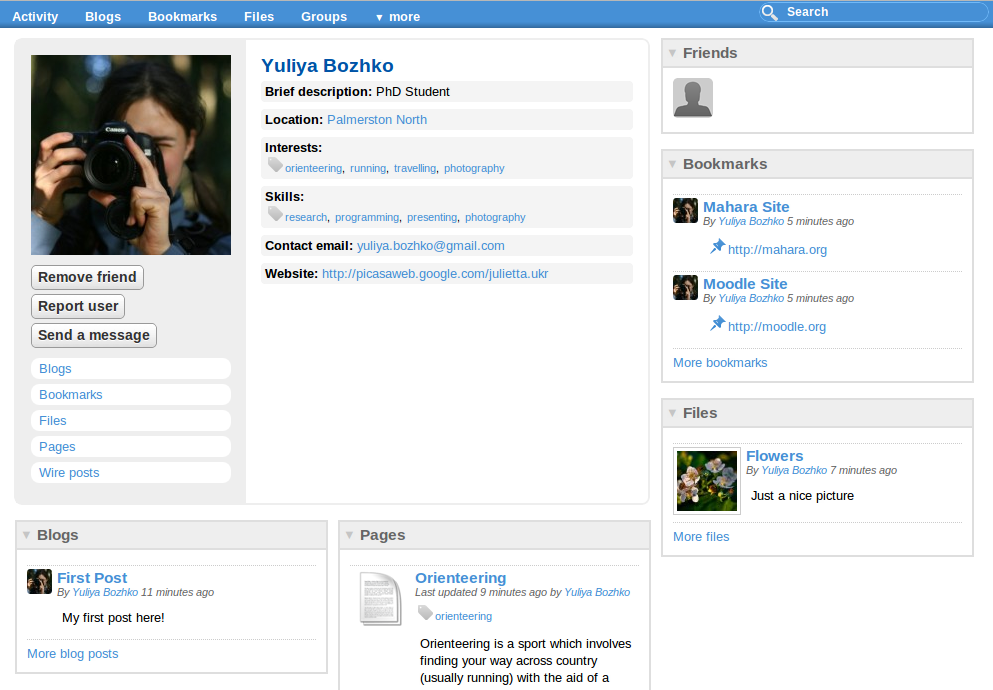 Activity Blogs Bookmarks Files Groups ▼ more Search
Canon
Remove friend
Report user
Send a message
Blogs
Bookmarks
Files
Pages
Wire posts
Yuliya Bozhko
Brief description: PhD Student
Location: Palmerston North
Interests:
orienteering, running, travelling, photography
Skills:
research, programming, presenting, photography
Contact email: yuliya.bozhko@gmail.com
Website: http://picasaweb.google.com/julietta.ukr
Friends
Bookmarks
Mahara Site
By Yuliya Bozhko 5 minutes ago
http://mahara.org
Moodle Site
By Yuliya Bozhko 5 minutes ago
http://moodle.org
More bookmarks
Files
Flowers
By Yuliya Bozhko 7 minutes ago
Just a nice picture
More files
Blogs
First Post
By Yuliya Bozhko 11 minutes ago
My first post here!
More blog posts
Pages
Orienteering
Last updated 9 minutes ago by Yuliya Bozhko
orienteering
Orienteering is a sport which involves
finding your way across country
(usually running) with the aid of a